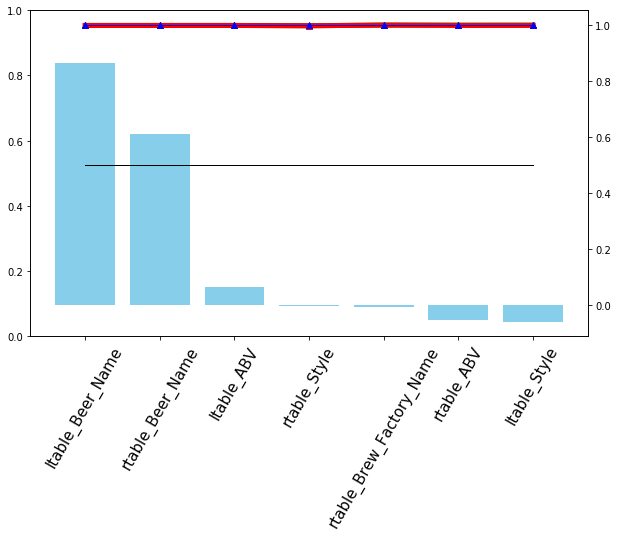 1.0
0.8
0.6
0.4
0.2
0.0
1.0
0.8
0.6
0.4
0.2
0.0
ltable_Beer_Name
rtable_Beer_Name
ltable_ABV
rtable_Style
rtable_Brew_Factory_Name
rtable_ABV
ltable_Style